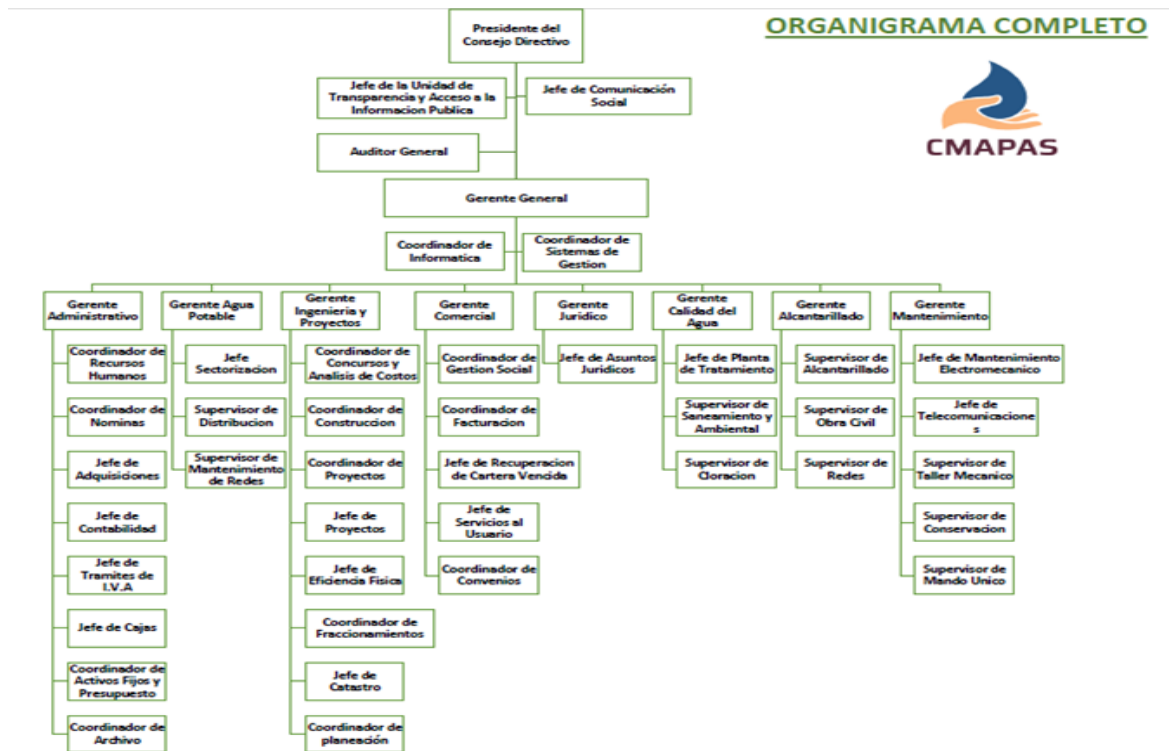 ORGANIGRAMA COMPLETO
CMAPAS
Presidente del
Consejo Directivo
Jefe de la Unidad de
Transparencia y Acceso a la
Informacion Publica
Jefe de Comunicación
Social
Auditor General
Gerente General
Coordinador de
Informatica
Coordinador de
Sistemas de
Gestion
Gerente
Administrativo
Coordinador de
Recursos
Humanos
Coordinador de
Nominas
Jefe de
Adquisiciones
Jefe de
Contabilidad
Jefe de
Tramites de
I.V.A
Jefe de Cajas
Coordinador de
Activos Fijos y
Presupuesto
Coordinador de
Archivo
Gerente Agua
Potable
Jefe
Sectorizacion
Supervisor de
Distribucion
Supervisor de
Mantenimiento
de Redes
Gerente
Ingenieria y
Proyectos
Coordinador de
Concursos y
Analisis de Costos
Coordinador de
Construccion
Coordinador de
Proyectos
Jefe de
Proyectos
Jefe de
Eficiencia Fisica
Coordinador de
Fraccionamientos
Jefe de
Catastro
Coordinador de
planeación
Gerente
Comercial
Coordinador de
Gestion Social
Coordinador de
Facturacion
Jefe de Recuperacion
de Cartera Vencida
Jefe de
Servicios al
Usuario
Coordinador de
Convenios
Gerente
Juridico
Jefe de Asuntos
Juridicos
Gerente
Calidad del
Agua
Jefe de Planta
de Tratamiento
Supervisor de
Saneamiento y
Ambiental
Supervisor de
Cloracion
Gerente
Alcantarillado
Supervisor de
Alcantarillado
Supervisor de
Obra Civil
Supervisor de
Redes
Gerente
Mantenimiento
Jefe de Mantenimiento
Electromecanico
Jefe de
Telecomunicacione
s
Supervisor de
Taller Mecanico
Supervisor de
Conservacion
Supervisor de
Mando Unico